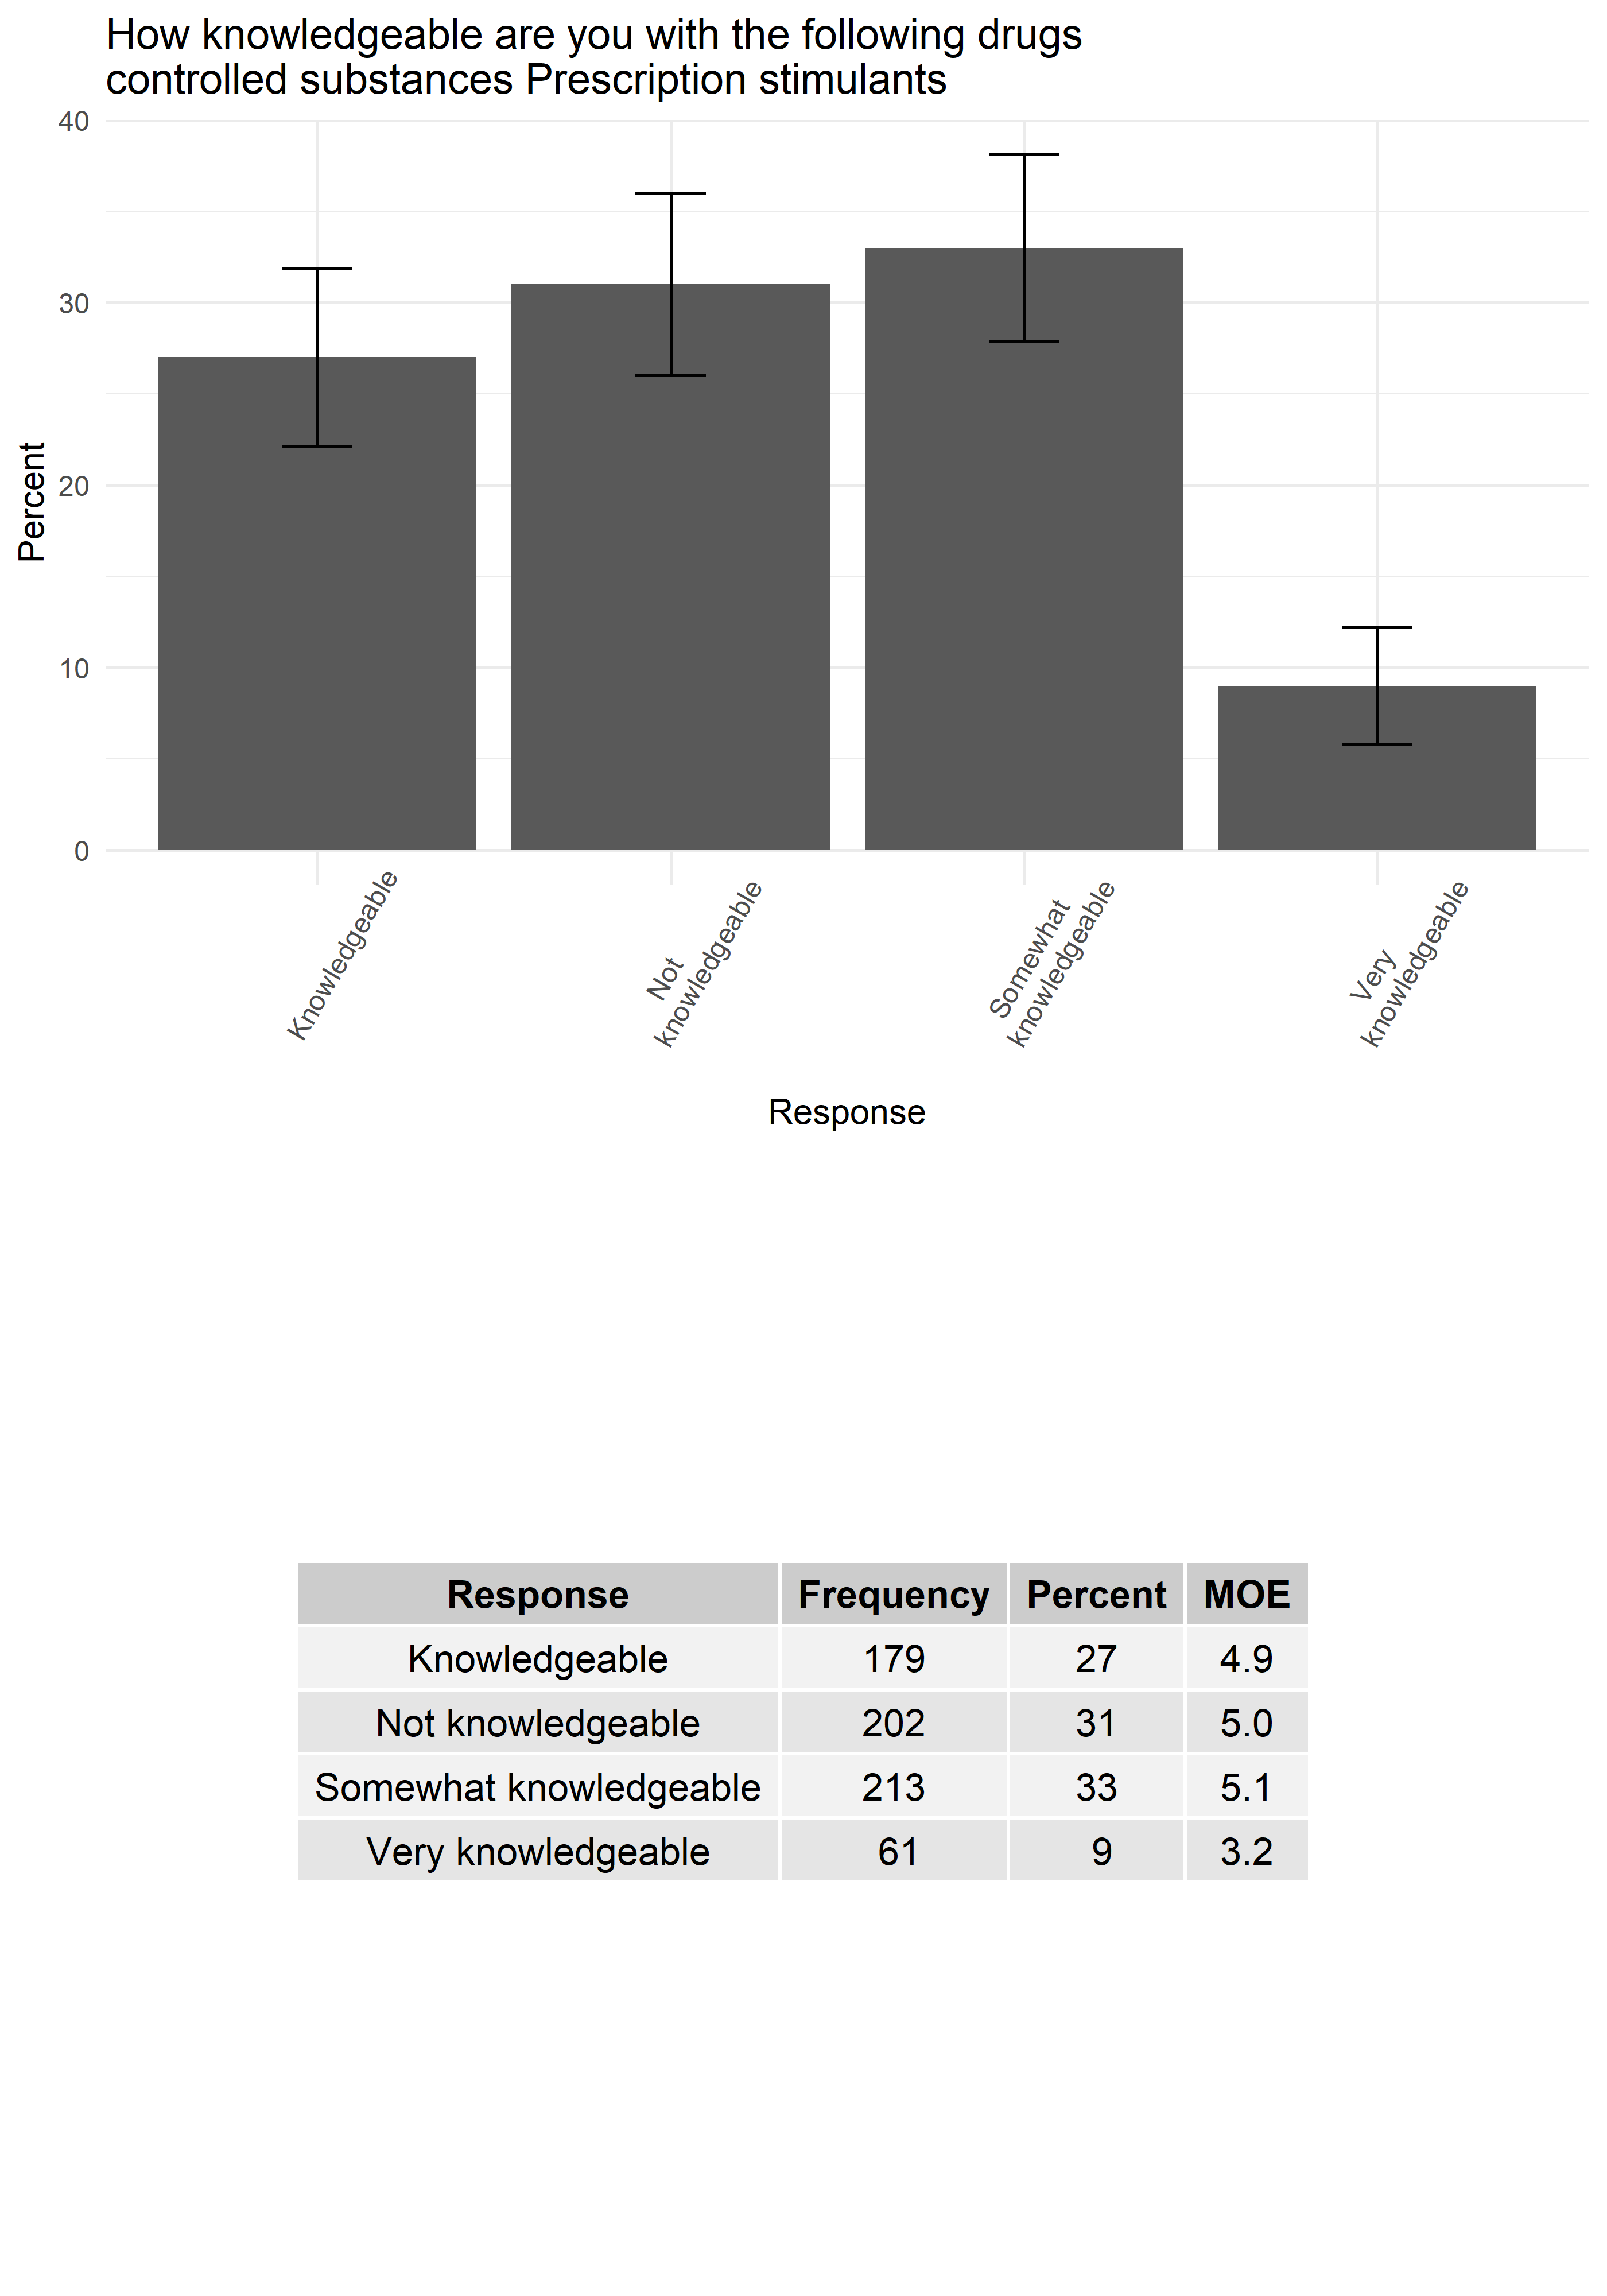 How knowledgeable are you with the following drugs
controlled substances Prescription stimulants
40
30
20
10
0
Percent
Knowledgeable
Not
knowledgeable
Somewhat
knowledgeable
Very
knowledgeable
Response
Response Frequency Percent MOE
Knowledgeable 179 27 4.9
Not knowledgeable 202 31 5.0
Somewhat knowledgeable 213 33 5.1
Very knowledgeable 61 9 3.2